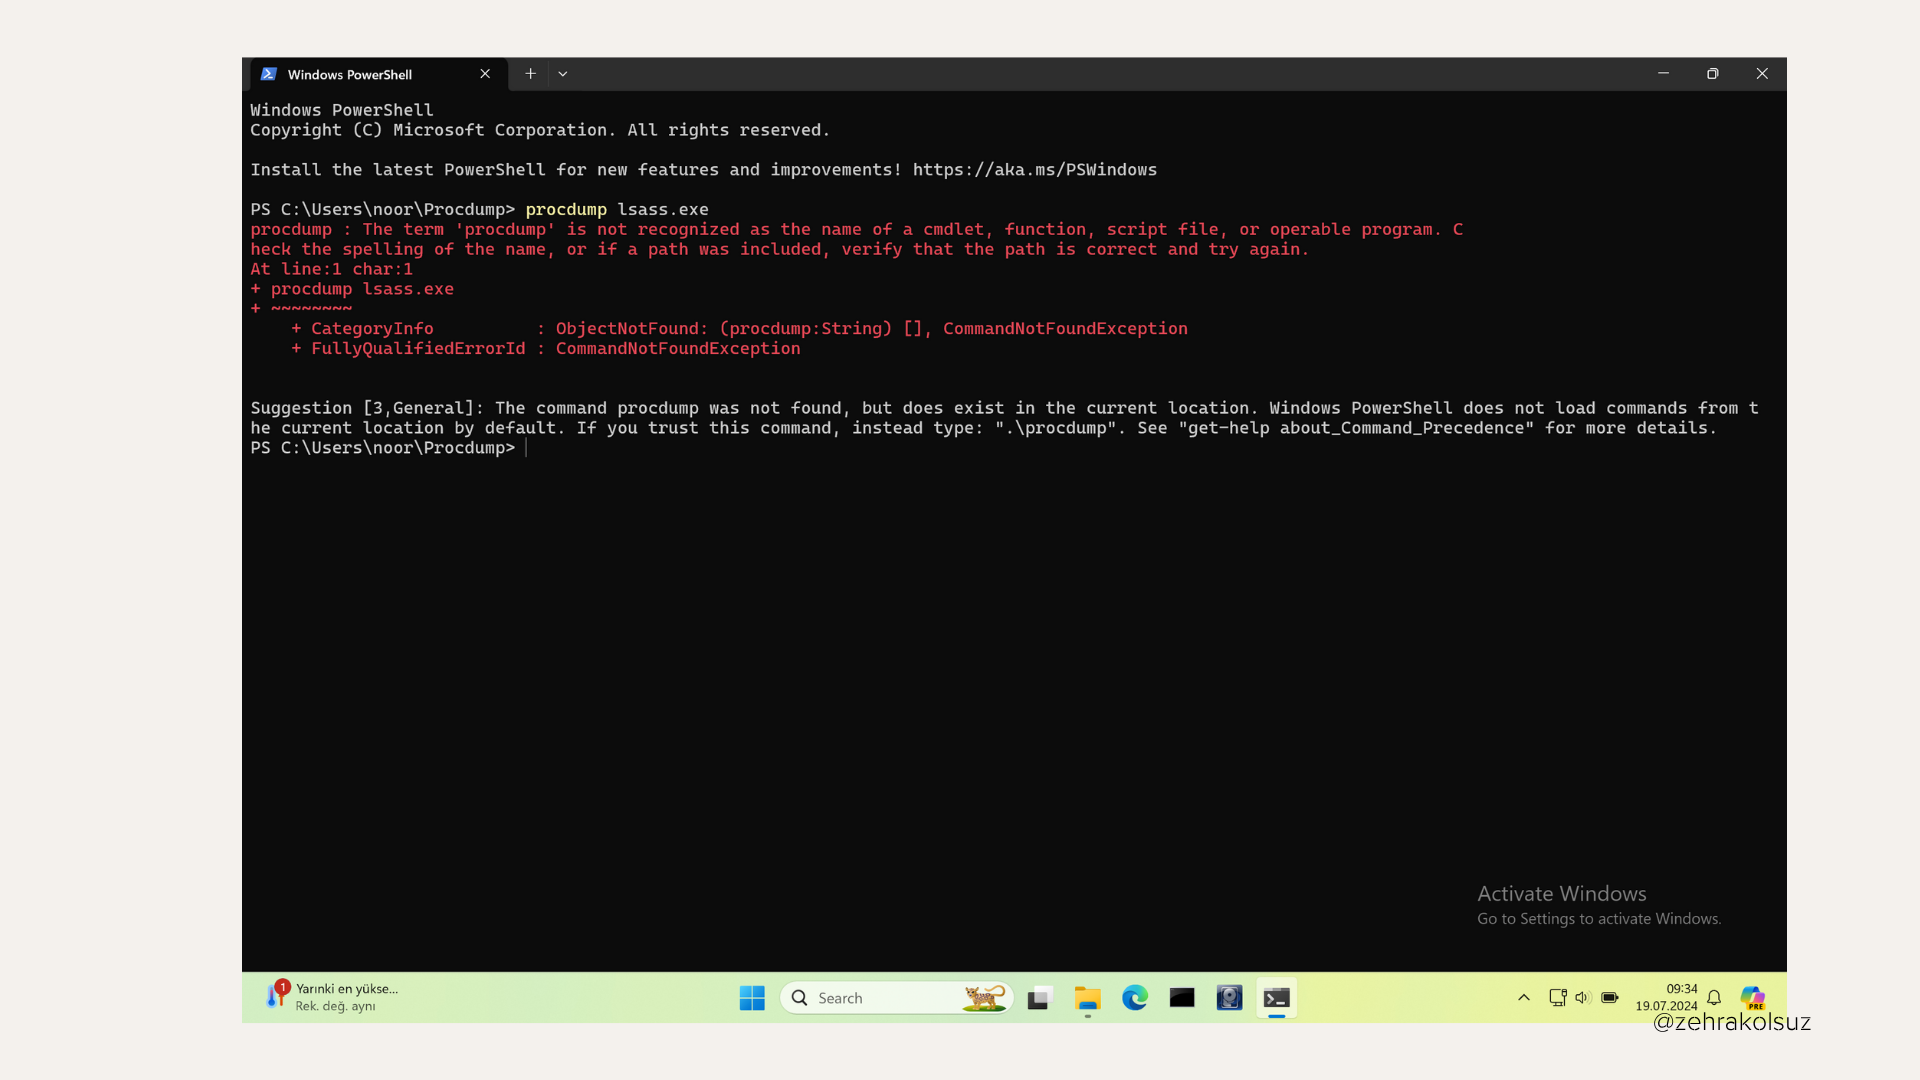 Windows PowerShell
Windows PowerShell
Copyright (C) Microsoft Corporation. All rights reserved.
Install the latest PowerShell for new features and improvements! https://aka.ms/PSWindows
PS C:\Users\noor\Procdump> procdump lsass.exe
procdump : The term 'procdump' is not recognized as the name of a cmdlet, function, script file, or operable program. C
heck the spelling of the name, or if a path was included, verify that the path is correct and try again.
At line:1 char:1
+ procdump lsass.exe
+ ~~~~~~~~
    + CategoryInfo          : ObjectNotFound: (procdump:String) [], CommandNotFoundException
    + FullyQualifiedErrorId : CommandNotFoundException
Suggestion [3,General]: The command procdump was not found, but does exist in the current location. Windows PowerShell does not load commands from t
he current location by default. If you trust this command, instead type: ".\procdump". See "get-help about_Command_Precedence" for more details.
PS C:\Users\noor\Procdump>
Activate Windows
Go to Settings to activate Windows.
1
Yarınki en yükse...
Rek. değ. aynı
Search
09:34
19.07.2024
PRE
@zehrakolsuz